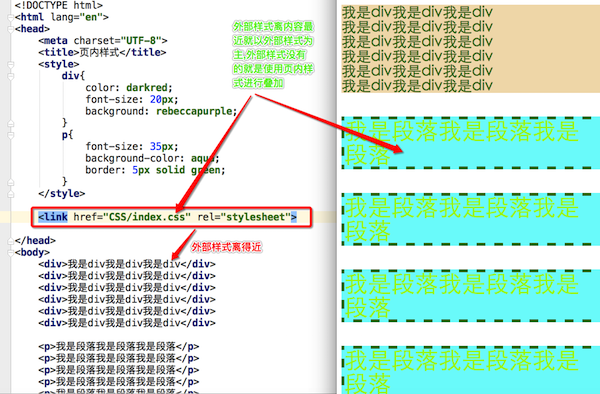 <!DOCTYPE html>
<html lang="en">
<head>
<meta charset="UTF-8">
<title>页内样式</title>
<style>
div{
color: darkred;
font-size: 20px;
background: rebeccapurple;
}
p{
font-size: 35px;
background-color: aqua;
border: 5px solid green;
}
</style>
<link href="CSS/index.css" rel="stylesheet">
</head>
<body>
<div>我是div我是div我是div</div>
<div>我是div我是div我是div</div>
<div>我是div我是div我是div</div>
<div>我是div我是div我是div</div>
<div>我是div我是div我是div</div>
<p>我是段落我是段落我是段落</p>
<p>我是段落我是段落我是段落</p>
<p>我是段落我是段落我是段落</p>
<p>我是段落我是段落我是段落</p>
<p>我是段落我是段落我是段落</p>
外部样式离内容最
近就以外部样式为
主,外部样式没有
的就是使用页内样
式进行叠加
外部样式离得近
我是div我是div我是div
我是div我是div我是div
我是div我是div我是div
我是div我是div我是div
我是div我是div我是div
我是div我是div我是div
我是段落我是段落我是
段落
我是段落我是段落我是
段落
我是段落我是段落我是
段落
我是段落我是段落我是
段落